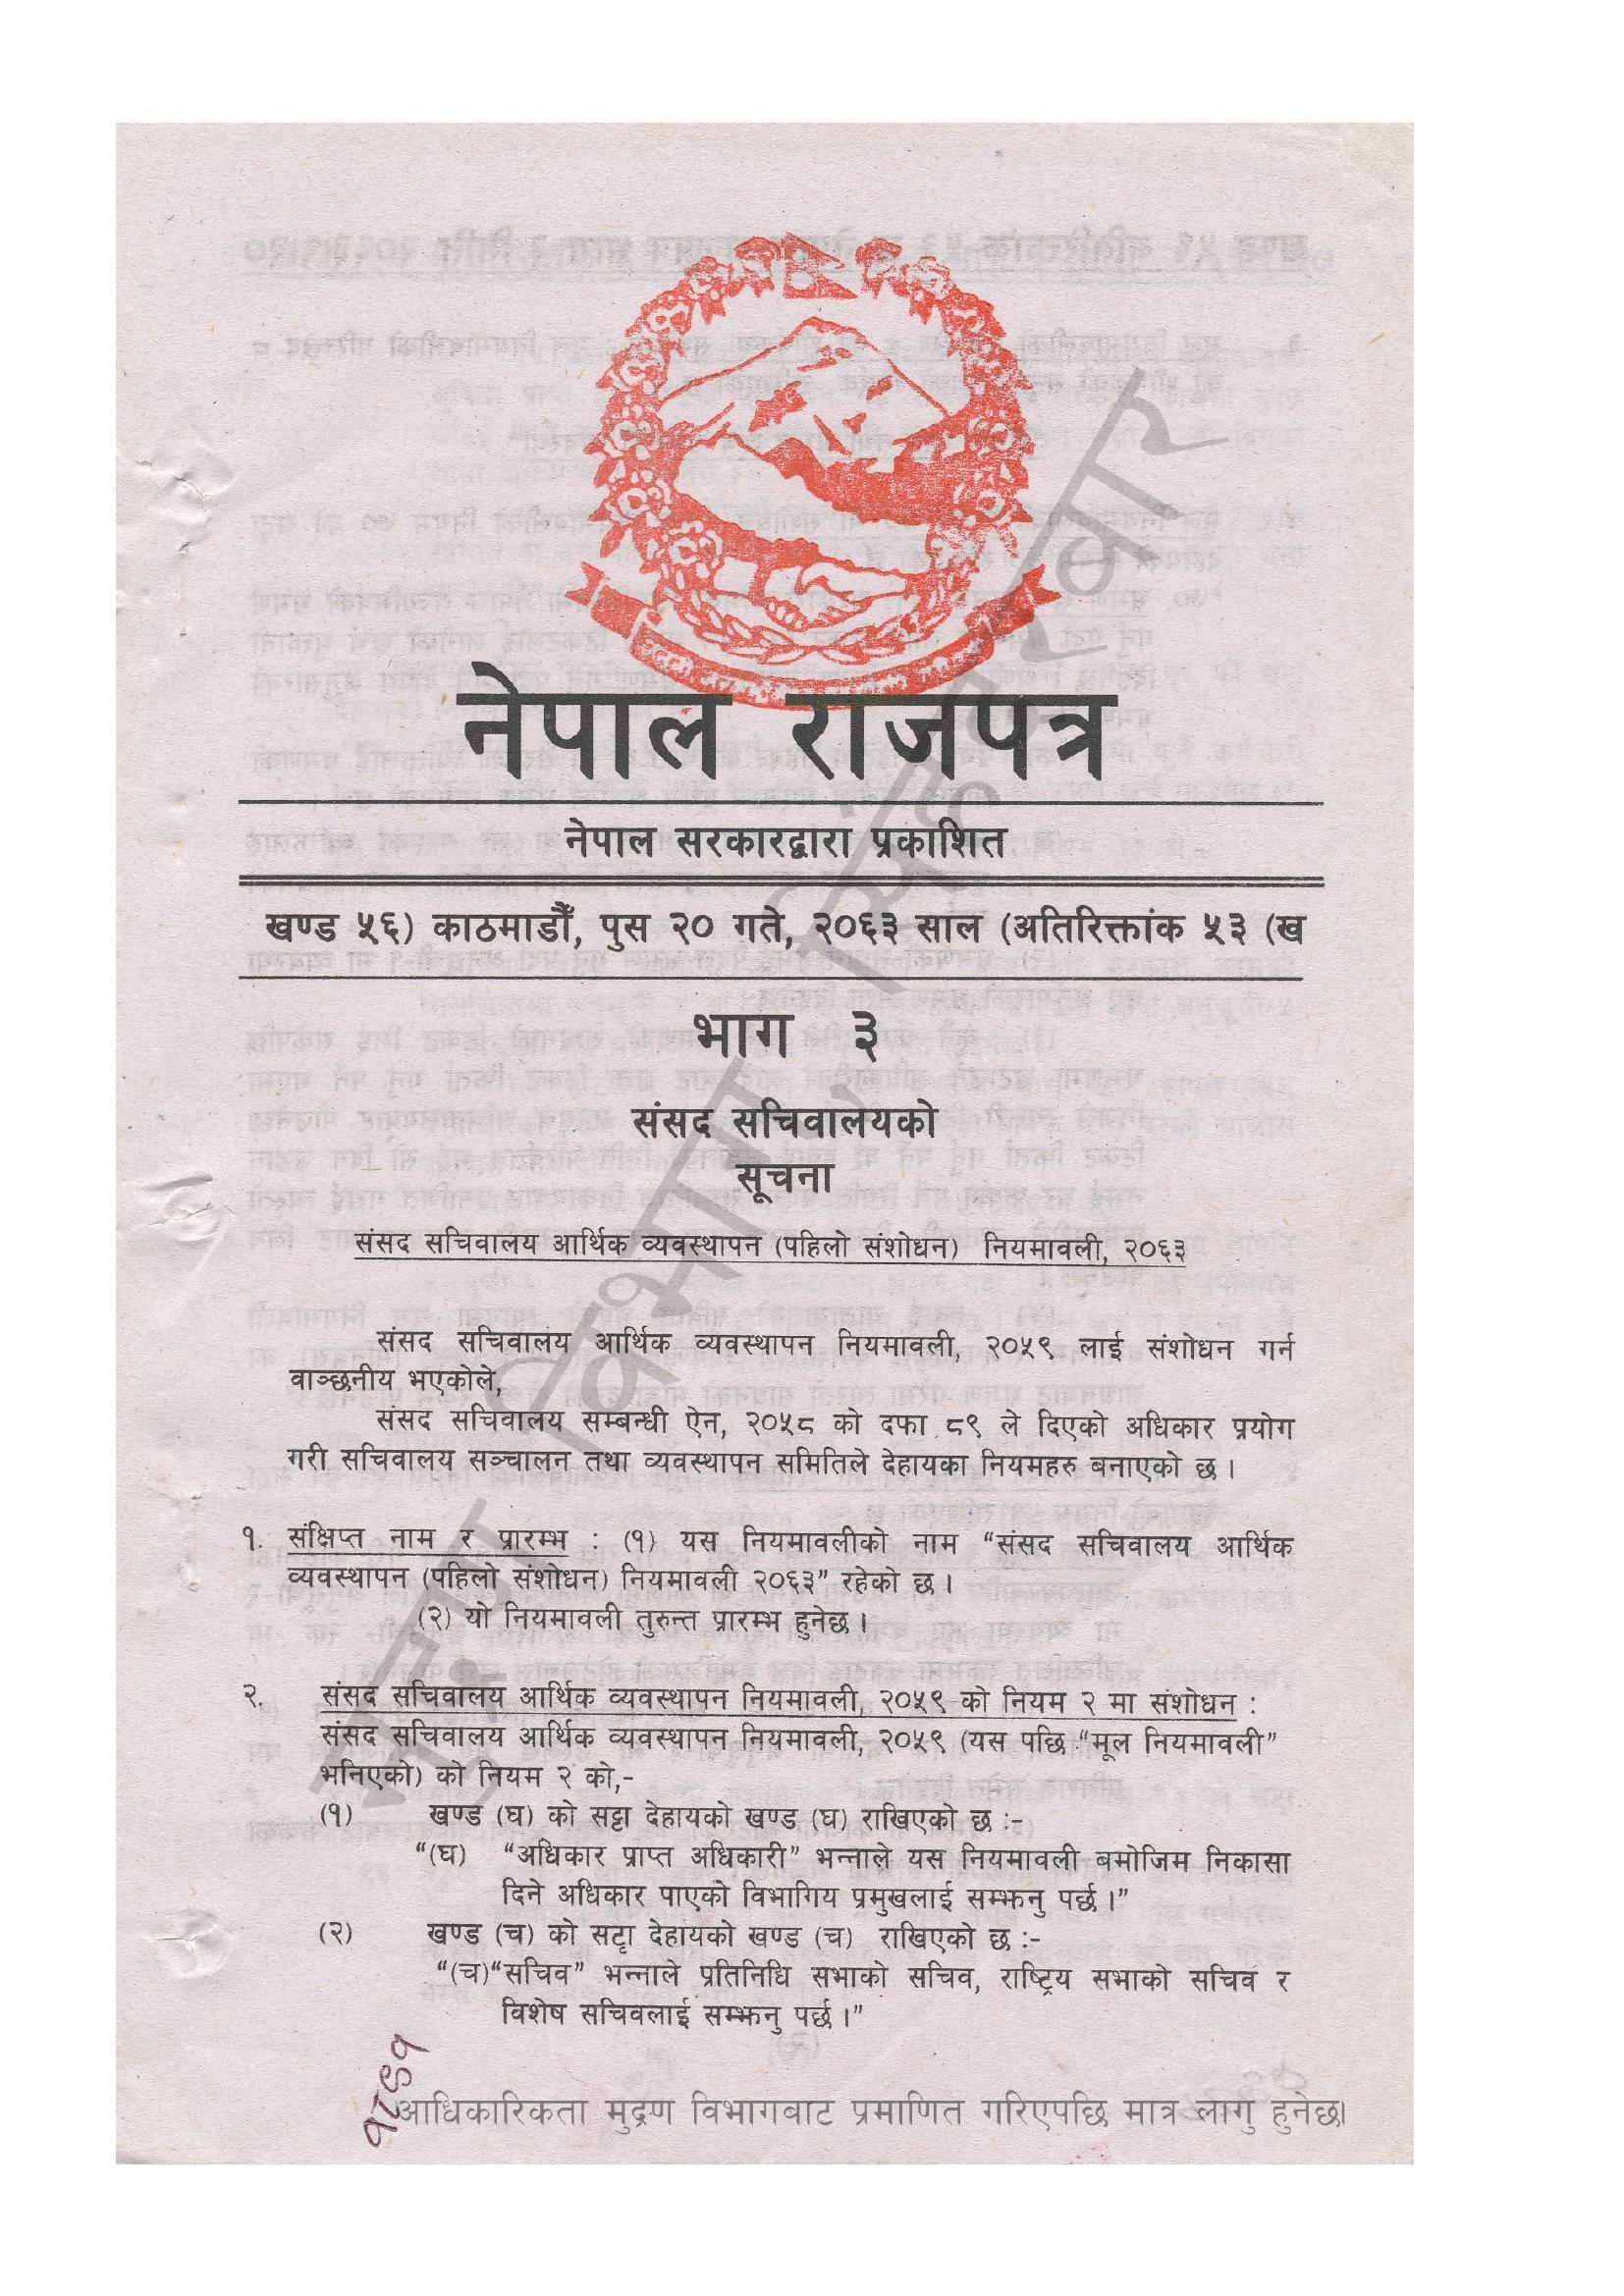 नेपाल राजपत्र
नेपाल सरकारद्वारा प्रकाशित
खण्ड ५६) काठमाडौँ, पुस २० गते, २०६३ साल (अतिरिक्तांक ५३ (ख
भाग ३
संसद सचिवालयको
सूचना
संसद सचिवालय आर्थिक व्यवस्थापन (पहिलो संशोधन) नियमावली, २०६३
संसद सचिवालय आर्थिक व्यवस्थापन नियमावली, २०५९ लाई संशोधन गर्न
वाञ्छनीय भएकोले,
संसद सचिवालय सम्बन्धी ऐन, २०५८ को दफा ८९ ले दिएको अधिकार प्रयोग
गरी सचिवालय सञ्चालन तथा व्यवस्थापन समितिले देहायका नियमहरु बनाएको छ ।
१. संक्षिप्त नाम र प्रारम्भ : (१) यस नियमावलीको नाम “संसद सचिवालय आर्थिक
व्यवस्थापन (पहिलो संशोधन) नियमावली २०६३” रहेको छ ।
(२) यो नियमावली तुरुन्त प्रारम्भ हुनेछ ।
२. संसद सचिवालय आर्थिक व्यवस्थापन नियमावली, २०५९ को नियम २ मा संशोधन :
संसद सचिवालय आर्थिक व्यवस्थापन नियमावली, २०५९ (यस पछि “मूल नियमावली”
भनिएको) को नियम २ को,-
(१) खण्ड (घ) को सट्टा देहायको खण्ड (घ) राखिएको छ :-
“(घ) “अधिकार प्राप्त अधिकारी” भन्नाले यस नियमावली बमोजिम निकासा
दिने अधिकार पाएको विभागिय प्रमुखलाई सम्झनु पर्छ ।”
(२) खण्ड (च) को सट्टा देहायको खण्ड (च) राखिएको छ :-
“(च)“सचिव” भन्नाले प्रतिनिधि सभाको सचिव, राष्ट्रिय सभाको सचिव र
विशेष सचिवलाई सम्झनु पर्छ ।”
आधिकारिकता मुद्रण विभागबाट प्रमाणित गरिएपछि मात्र लागु हुनेछ।